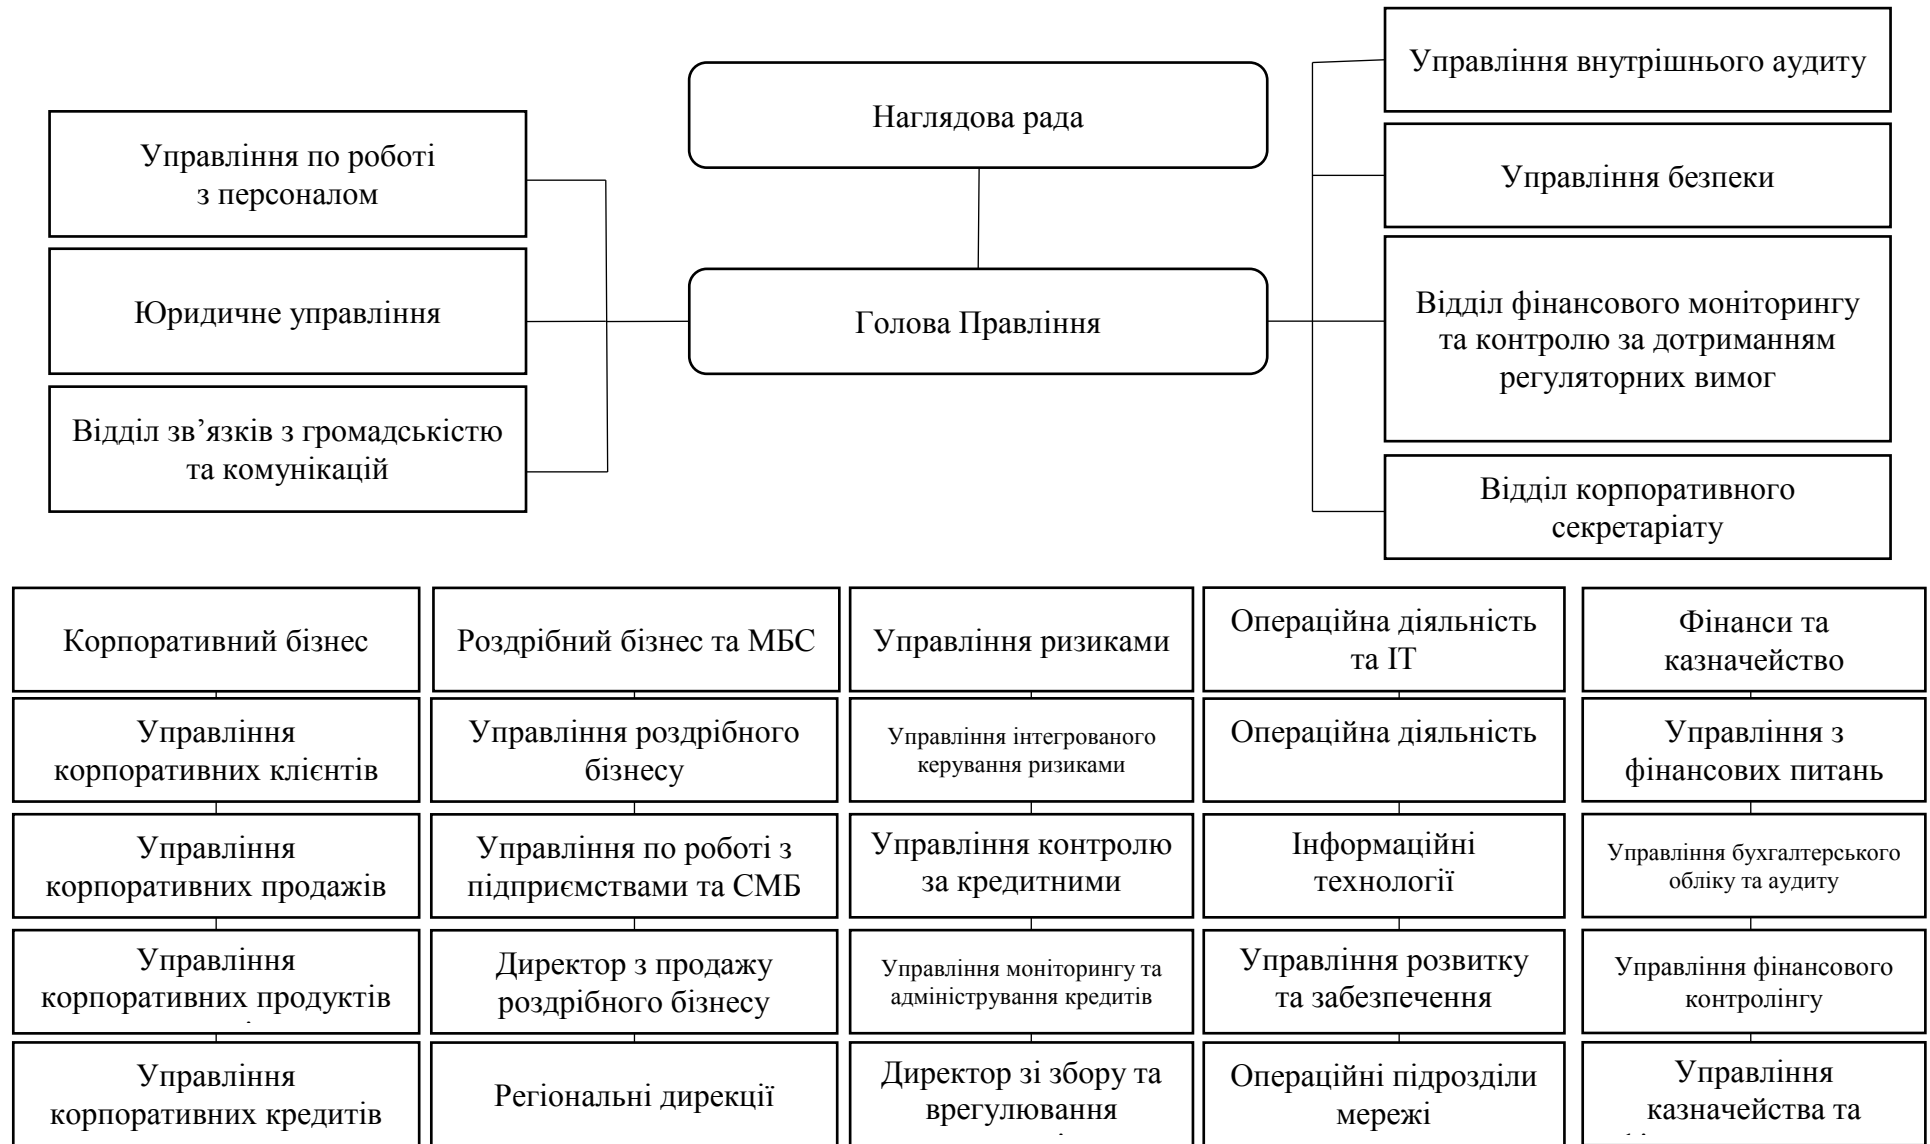 Наглядова рада
Голова Правління
Управління по роботі
з персоналом
Юридичне управління
Відділ зв’язків з громадськістю
та комунікацій
Управління внутрішнього аудиту
Управління безпеки
Відділ фінансового моніторингу
та контролю за дотриманням
регуляторних вимог
Відділ корпоративного
секретаріату
Корпоративний бізнес
Управління
корпоративних клієнтів
Управління
корпоративних продажів
Управління
корпоративних продуктів
Управління
корпоративних кредитів
Роздрібний бізнес та МБС
Управління роздрібного
бізнесу
Управління по роботі з
підприємствами та СМБ
Директор з продажу
роздрібного бізнесу
Регіональні дирекції
Управління ризиками
Управління інтегрованого
керування ризиками
Управління контролю
за кредитними
Управління моніторингу та
адміністрування кредитів
Директор зі збору та
врегулювання
Операційна діяльність
та ІТ
Операційна діяльність
Інформаційні
технології
Управління розвитку
та забезпечення
Операційні підрозділи
мережі
Фінанси та
казначейство
Управління з
фінансових питань
Управління бухгалтерського
обліку та аудиту
Управління фінансового
контролінгу
Управління
казначейства та